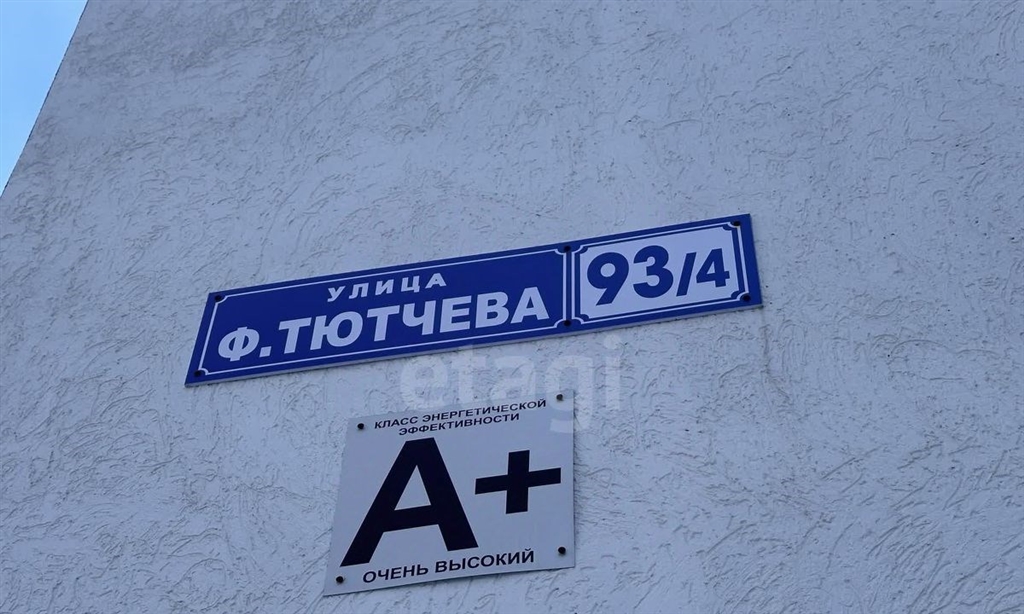 УЛИЦА
Ф.ТЮТЧЕВА
93/4
etagi
КЛАСС ЭНЕРГЕТИЧЕСКОЙ
ЭФФЕКТИВНОСТИ
A+
ОЧЕНЬ ВЫСОКИЙ